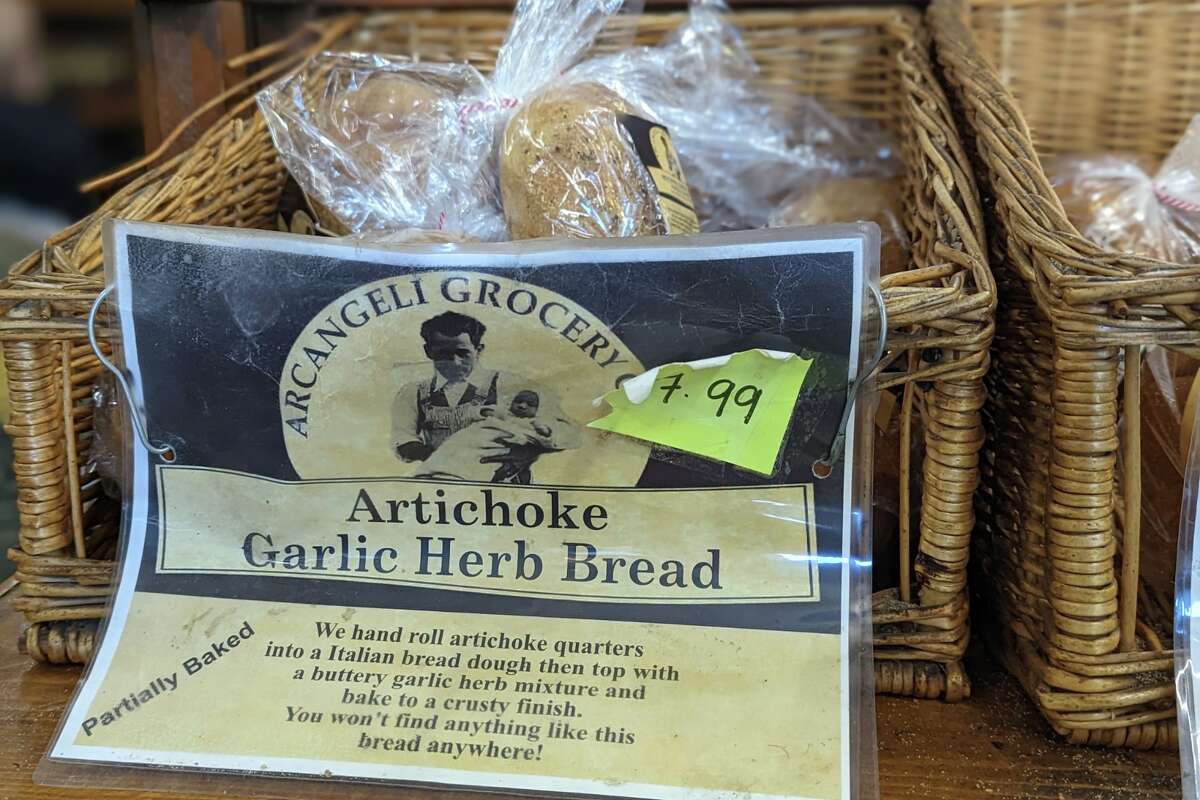 ARCANGELI GROCERY
7.99
Artichoke
Garlic Herb Bread
Partially Baked
We hand roll artichoke quarters
into a Italian bread dough then top with
a buttery garlic herb mixture and
bake to a crusty finish.
You won't find anything like this
bread anywhere!